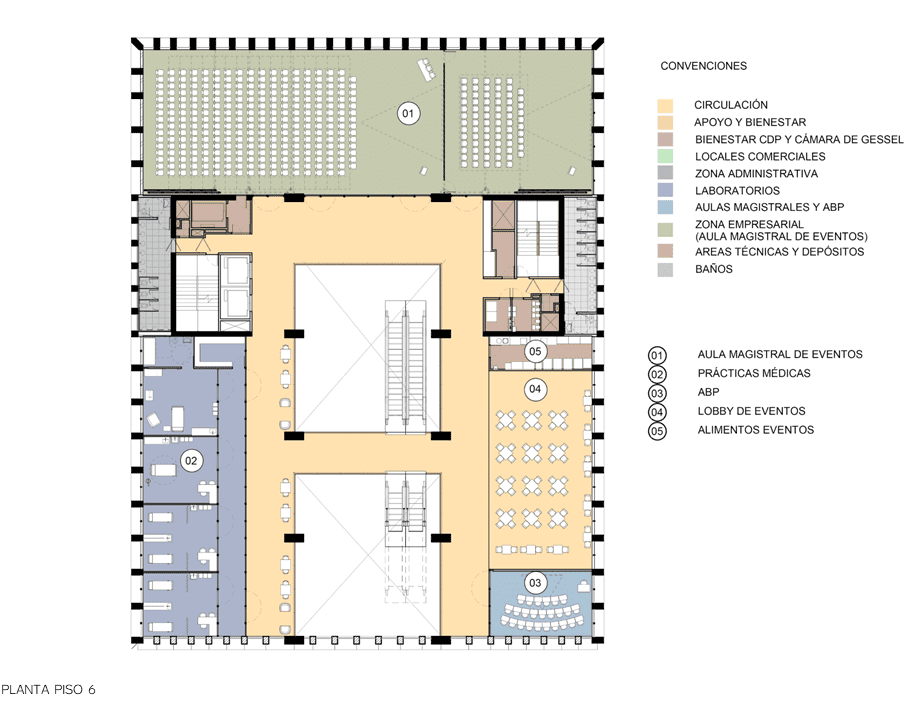 CONVENCIONES
CIRCULACIÓN
APOYO Y BIENESTAR
BIENESTAR CDP Y CÁMARA DE GESSEL
LOCALES COMERCIALES
ZONA ADMINISTRATIVA
LABORATORIOS
AULAS MAGISTRALES Y ABP
ZONA EMPRESARIAL
(AULA MAGISTRAL DE EVENTOS)
AREAS TÉCNICAS Y DEPÓSITOS
BAÑOS
01 AULA MAGISTRAL DE EVENTOS
02 PRÁCTICAS MÉDICAS
03 ABP
04 LOBBY DE EVENTOS
05 ALIMENTOS EVENTOS
01
05
04
02
03
PLANTA PISO 6